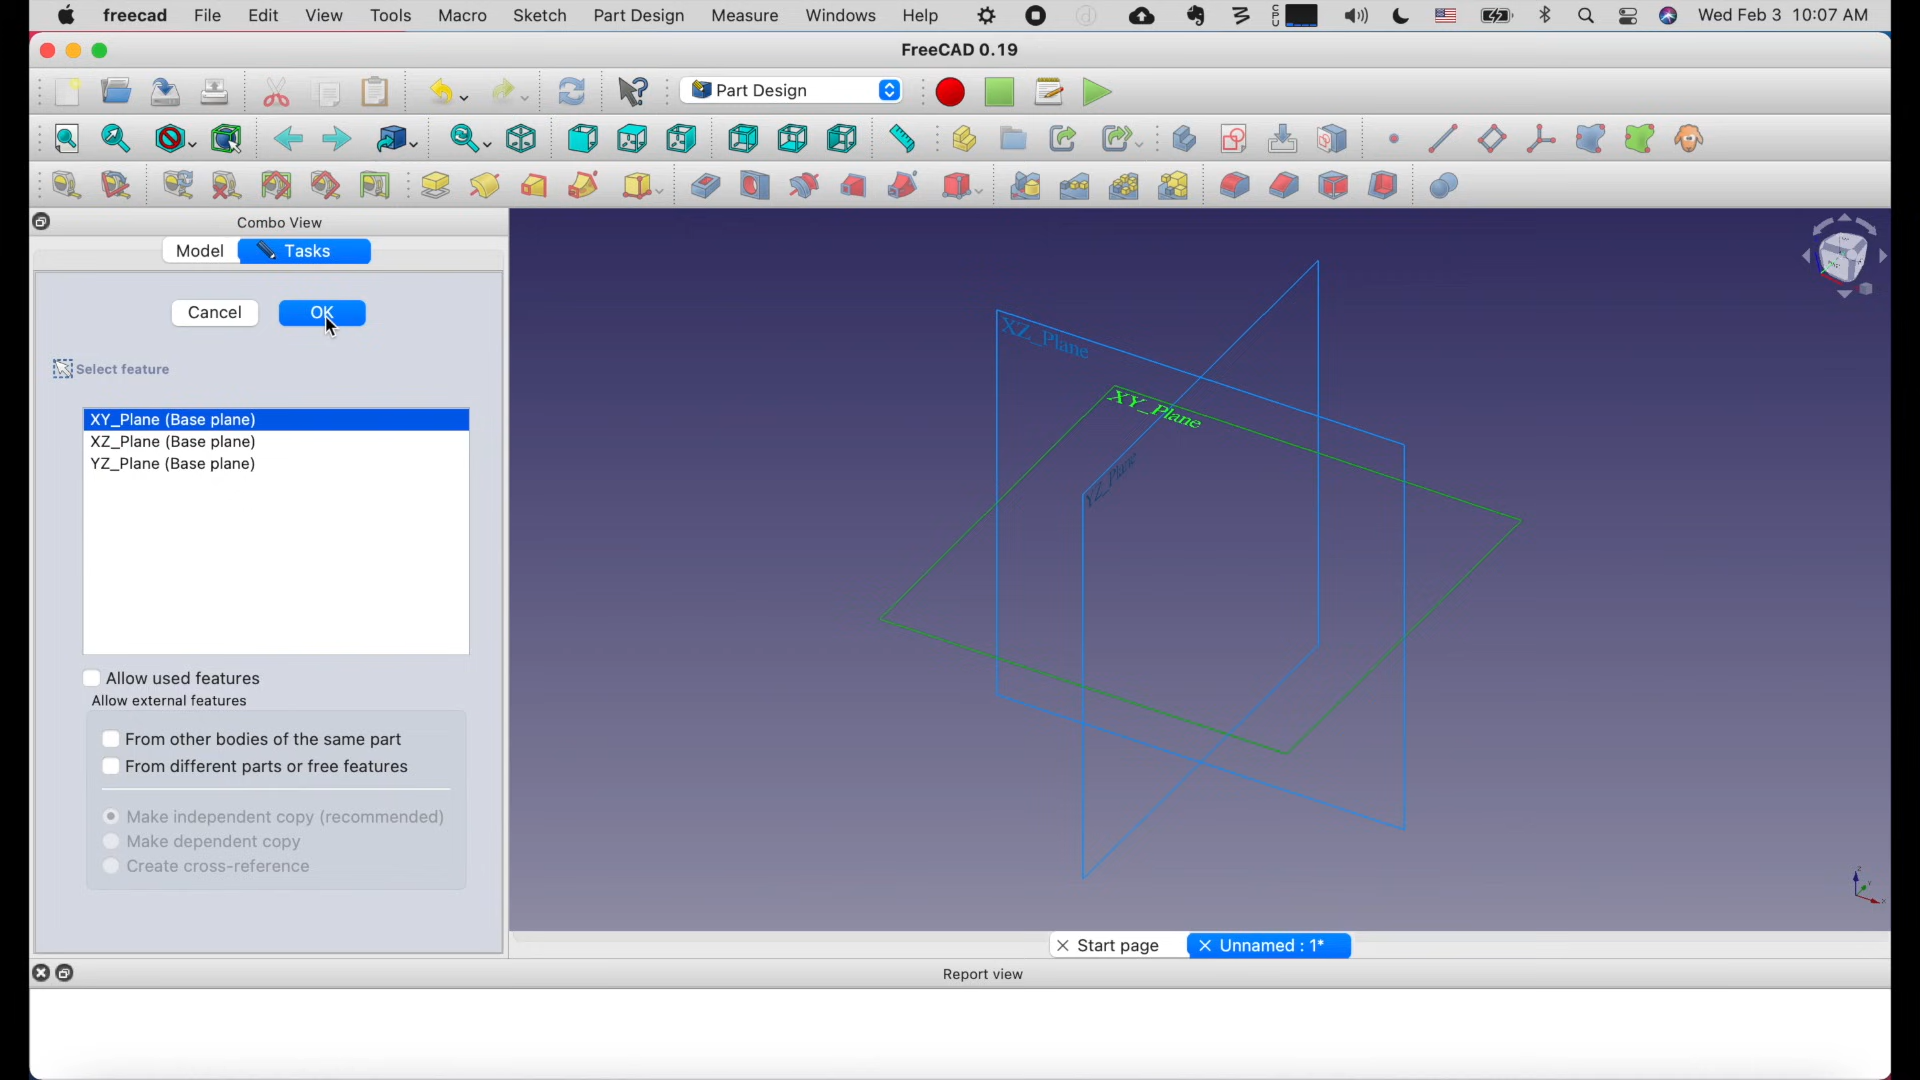 freecad File Edit View Tools Macro Sketch Part Design Measure Windows Help CPU Wed Feb 3 10:07 AM
FreeCAD 0.19
Part Design
Combo View
Model Tasks
Cancel OK
Select feature
XY_Plane (Base plane)
XZ_Plane (Base plane)
YZ_Plane (Base plane)
Allow used features
Allow external features
From other bodies of the same part
From different parts or free features
Make independent copy (recommended)
Make dependent copy
Create cross-reference
XZ_Plane
XY_Plane
YZ_Plane
Start page Unnamed : 1*
Report view